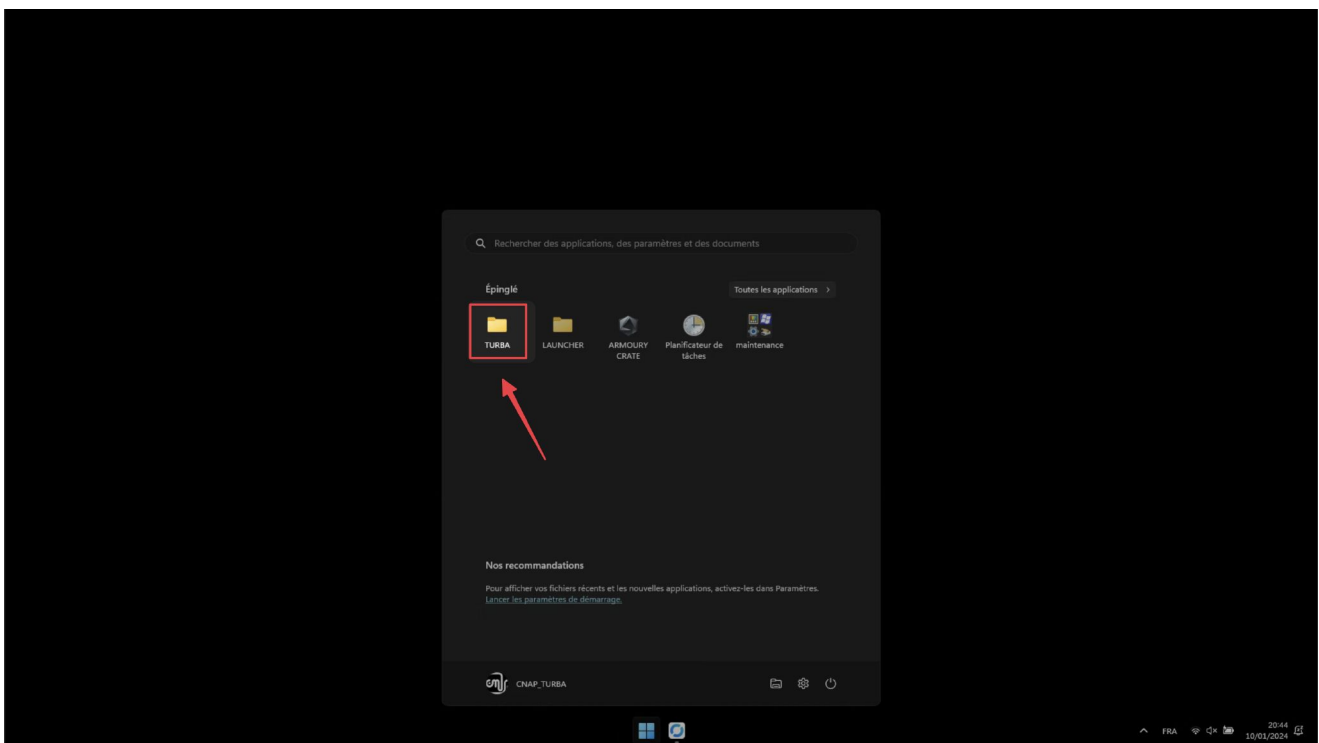 Rechercher des applications, des paramètres et des documents
Épinglé
Toutes les applications >
TURBA
LAUNCHER
ARMOURY
CRATE
Planificateur de
tâches
maintenance
Nos recommandations
Pour afficher vos fichiers récents et les nouvelles applications, activez-les dans Paramètres.
Lancer les paramètres de démarrage.
CNAP_TURBA
FRA
20:44
10/01/2024